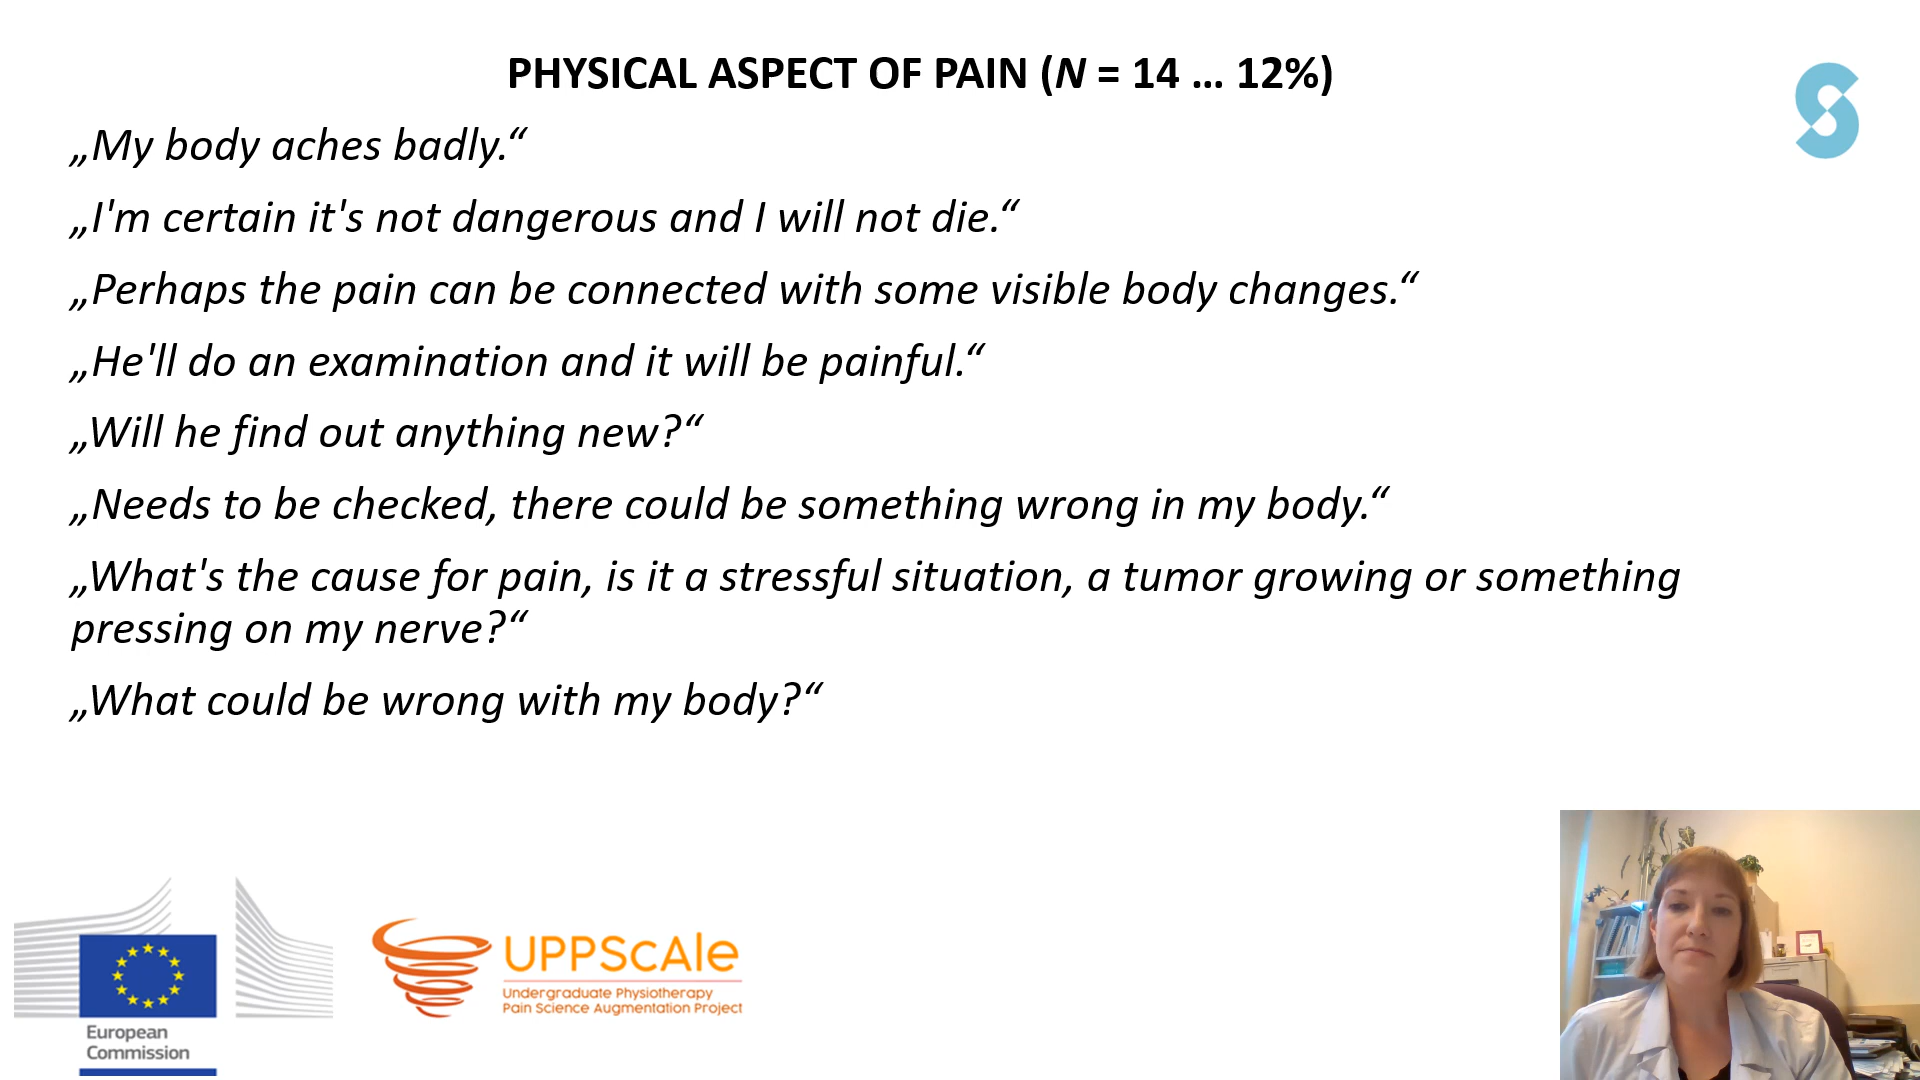 PHYSICAL ASPECT OF PAIN (N = 14 … 12%)
„My body aches badly.“
„I'm certain it's not dangerous and I will not die.“
„Perhaps the pain can be connected with some visible body changes.“
„He'll do an examination and it will be painful.“
„Will he find out anything new?“
„Needs to be checked, there could be something wrong in my body.“
„What's the cause for pain, is it a stressful situation, a tumor growing or something
pressing on my nerve?“
„What could be wrong with my body?“
European
Commission
UPPScAle
Undergraduate Physiotherapy
Pain Science Augmentation Project